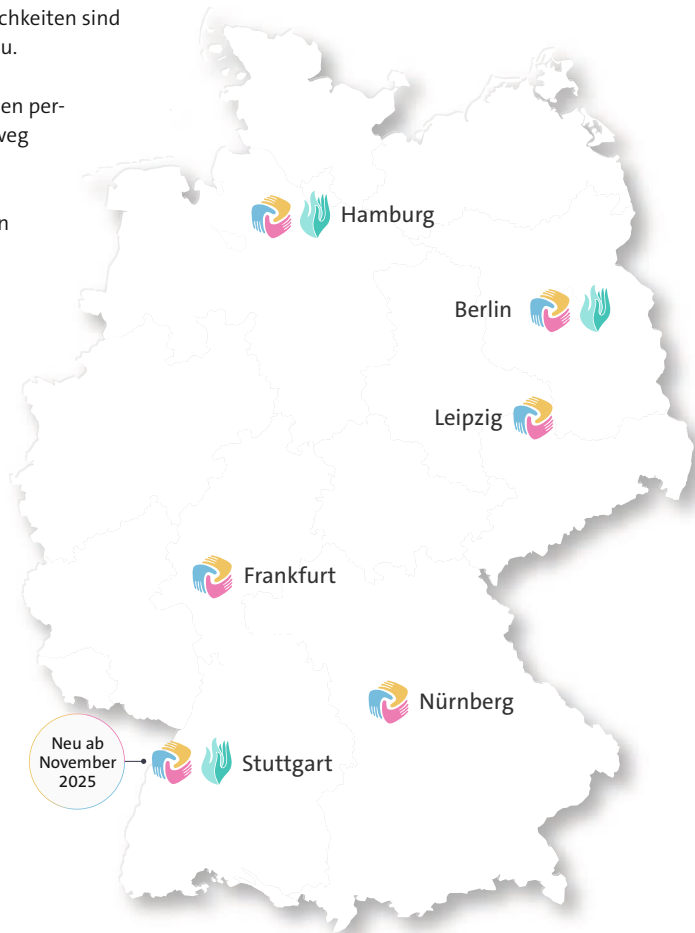 chkeiten sind
u.
en per-
weg
n
Hamburg
Berlin
Leipzig
Frankfurt
Nürnberg
Neu ab
November
2025
Stuttgart